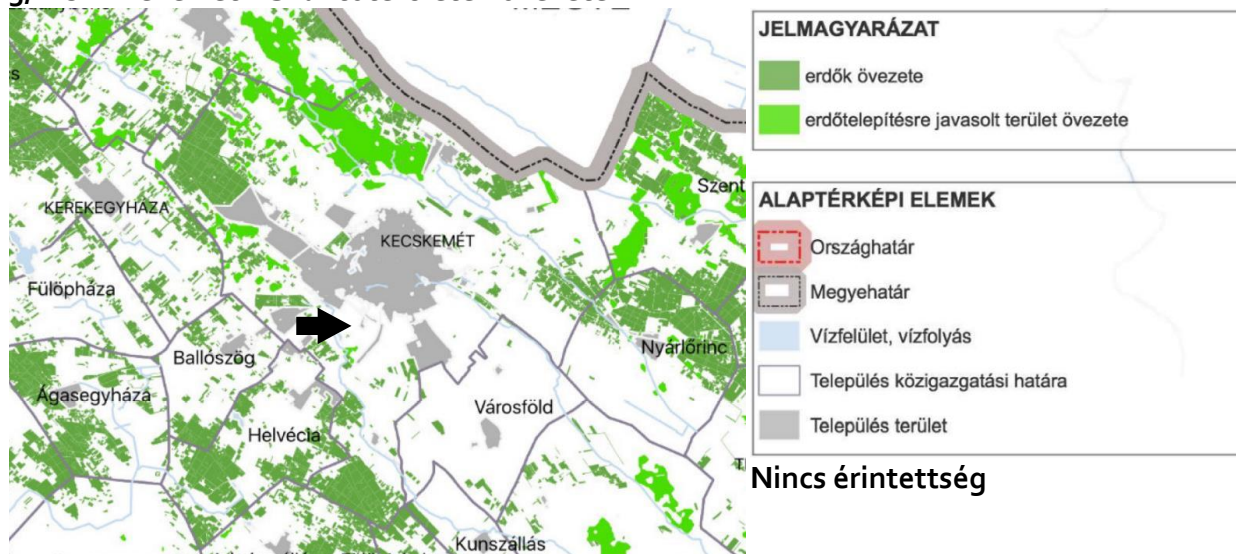 JELMAGYARÁZAT
erdők övezete
erdőtelepítésre javasolt terület övezete
ALAPTÉRKÉPI ELEMEK
Országhatár
Megyehatár
Vízfelület, vízfolyás
Település közigazgatási határa
Település terület
Nincs érintettség
Szent
KEREKEGYHÁZA
KECSKEMÉT
Fülöpháza
Ballószög
Nyárlőrinc
Ágasegyháza
Városföld
Helvécia
Kunszállás